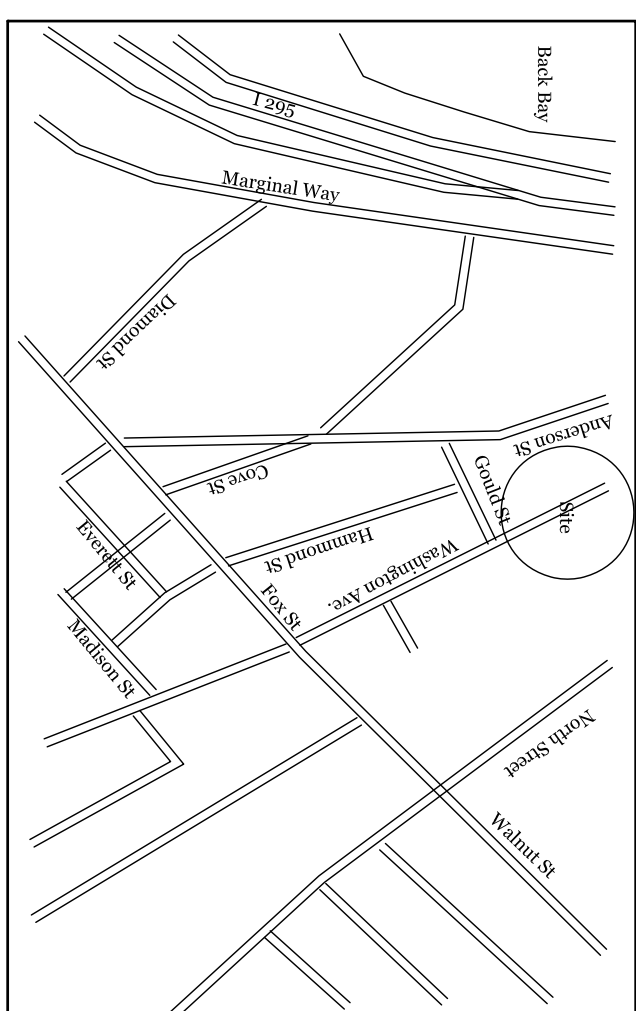 Back Bay
I 295
Marginal Way
Diamond St
Anderson St
Cove St
Gould St
Site
Hammond St
Everett St
Washington Ave.
Fox St
Madison St
North Street
Walnut St